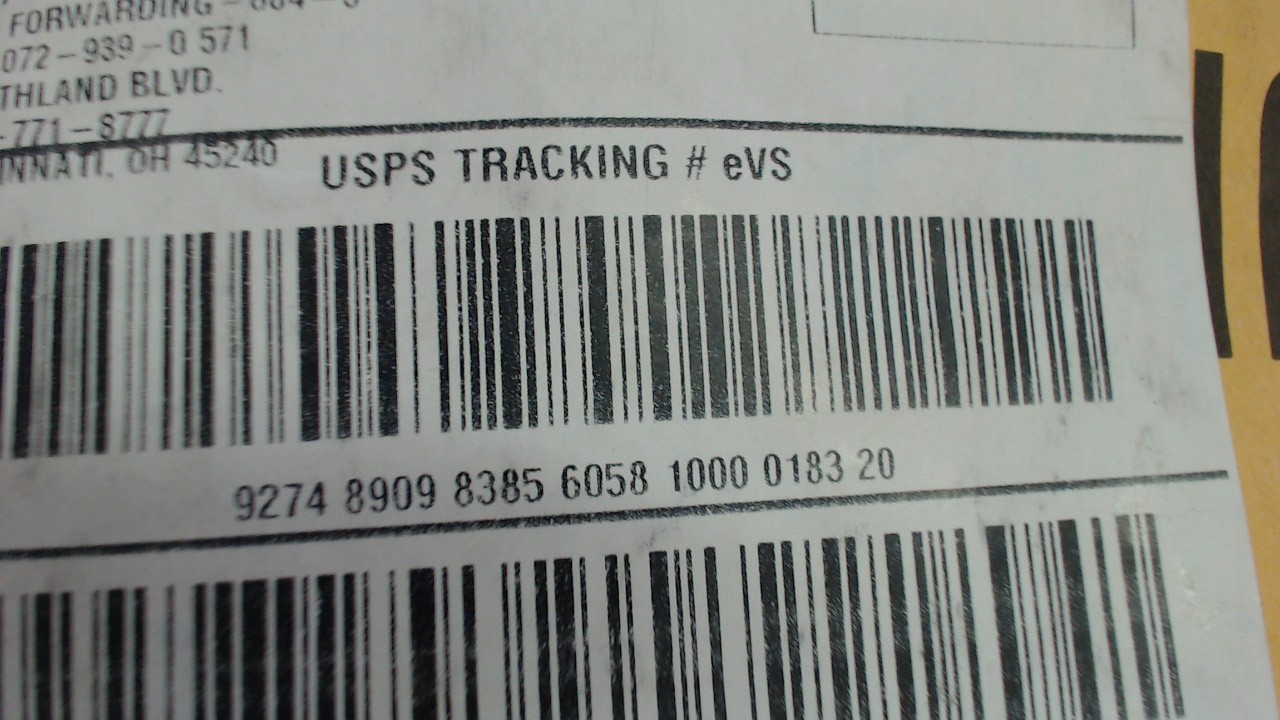 FORWARDING
072-939-0 571
THLAND BLVD.
-771-8777
INNATI, OH 45240
USPS TRACKING # eVS
9274 8909 8385 6058 1000 0183 20